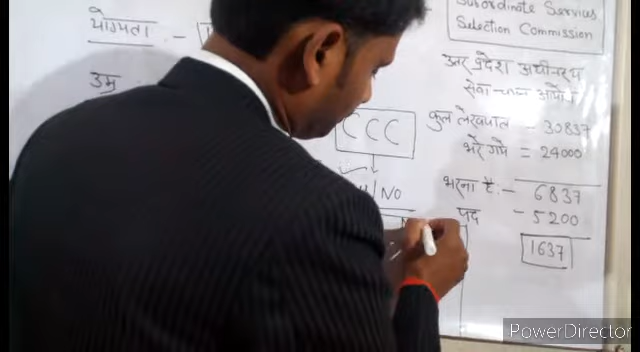 Subordinate Services
Selection Commission
योग्यता -
उत्तर प्रदेश अधीनस्थ
सेवा चयन आयोग
उम्र
CCC
कुल लेखपाल - 30837
भरे गये = 24000
/NO
भरना है:- 6837
पद - 5200
1637
PowerDirector